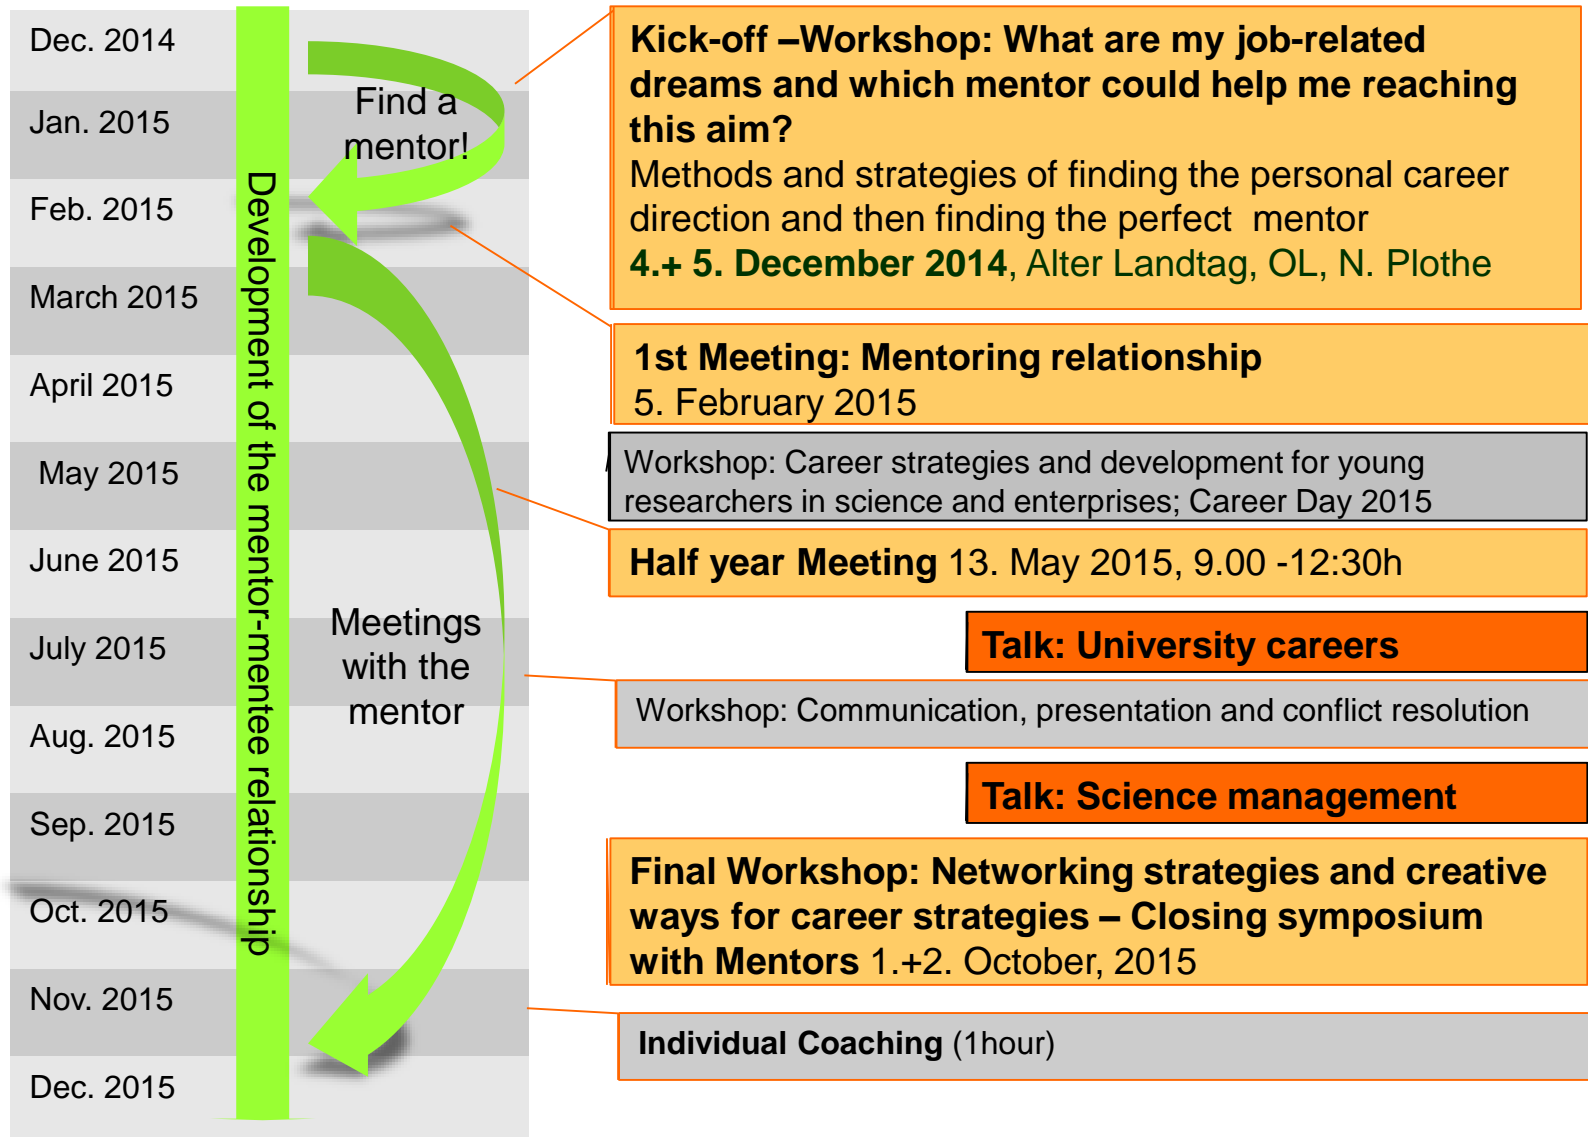 Dec. 2014
Jan. 2015
Feb. 2015
March 2015
April 2015
May 2015
June 2015
July 2015
Aug. 2015
Sep. 2015
Oct. 2015
Nov. 2015
Dec. 2015
Development of the mentor-mentee relationship
Find a
mentor!
Meetings
with the
mentor
Kick-off –Workshop: What are my job-related
dreams and which mentor could help me reaching
this aim?
Methods and strategies of finding the personal career
direction and then finding the perfect mentor
4.+ 5. December 2014, Alter Landtag, OL, N. Plothe
1st Meeting: Mentoring relationship
5. February 2015
Workshop: Career strategies and development for young
researchers in science and enterprises; Career Day 2015
Half year Meeting 13. May 2015, 9.00 -12:30h
Talk: University careers
Workshop: Communication, presentation and conflict resolution
Talk: Science management
Final Workshop: Networking strategies and creative
ways for career strategies – Closing symposium
with Mentors 1.+2. October, 2015
Individual Coaching (1hour)